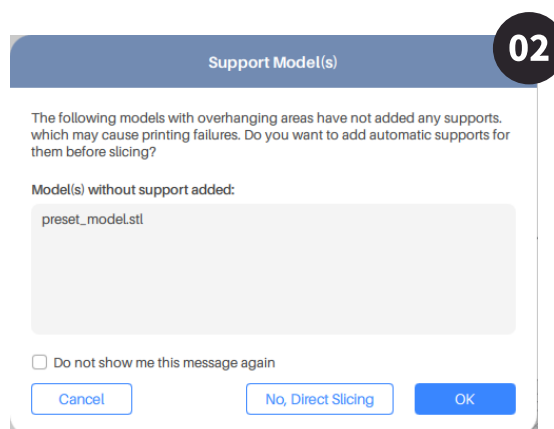 02
Support Model(s)
The following models with overhanging areas have not added any supports.
which may cause printing failures. Do you want to add automatic supports for
them before slicing?
Model(s) without support added:
preset_model.stl
Do not show me this message again
Cancel
No, Direct Slicing
OK